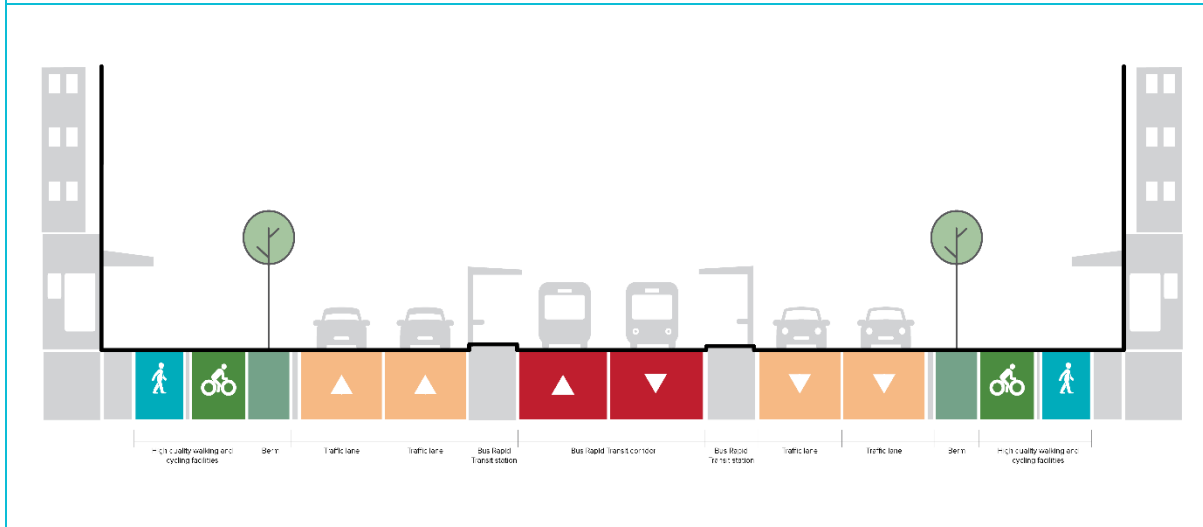 High quality walking and
cycling facilities
Berm
Traffic lane
Traffic lane
Bus Rapid
Transit station
Bus Rapid Transit corridor
Bus Rapid
Transit station
Traffic lane
Traffic lane
Berm
High quality walking and
cycling facilities